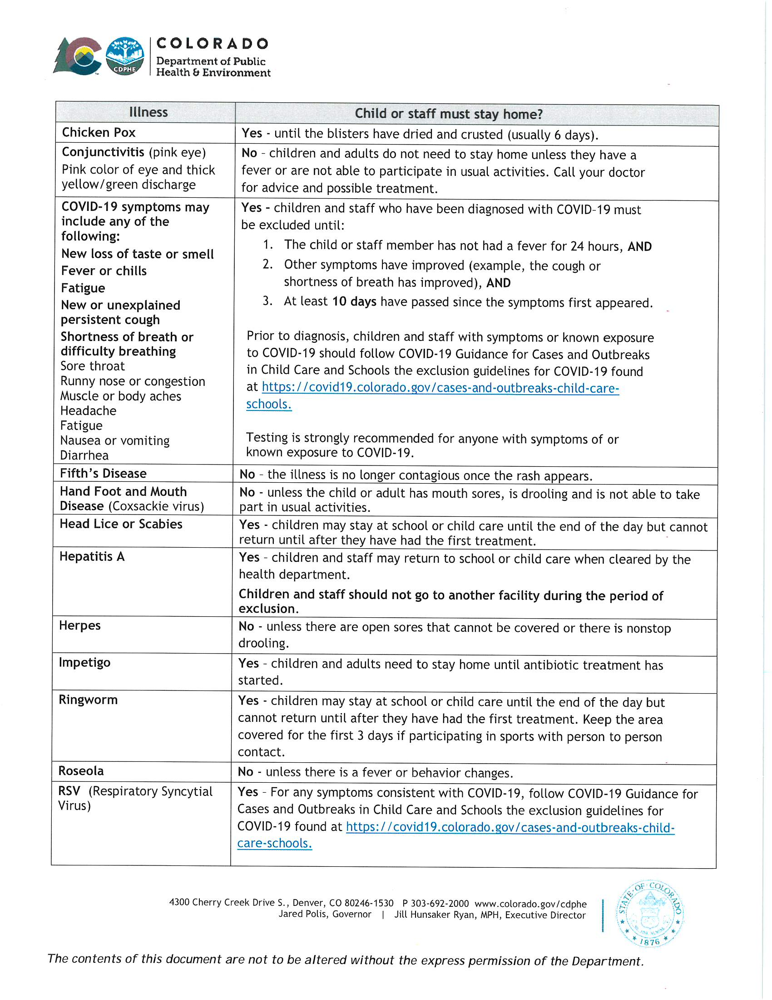 COLORADO
Department of Public
Health & Environment
CDPHE
Illness
Child or staff must stay home?
Chicken Pox
Yes - until the blisters have dried and crusted (usually 6 days).
Conjunctivitis (pink eye)
Pink color of eye and thick
yellow/green discharge
No - children and adults do not need to stay home unless they have a
fever or are not able to participate in usual activities. Call your doctor
for advice and possible treatment.
COVID-19 symptoms may
include any of the
following:
New loss of taste or smell
Fever or chills
Fatigue
New or unexplained
persistent cough
Shortness of breath or
difficulty breathing
Sore throat
Runny nose or congestion
Muscle or body aches
Headache
Fatigue
Nausea or vomiting
Diarrhea
Yes - children and staff who have been diagnosed with COVID-19 must
be excluded until:
1. The child or staff member has not had a fever for 24 hours, AND
2. Other symptoms have improved (example, the cough or
shortness of breath has improved), AND
3. At least 10 days have passed since the symptoms first appeared.
Prior to diagnosis, children and staff with symptoms or known exposure
to COVID-19 should follow COVID-19 Guidance for Cases and Outbreaks
in Child Care and Schools the exclusion guidelines for COVID-19 found
at https://covid19.colorado.gov/cases-and-outbreaks-child-care-
schools.
Testing is strongly recommended for anyone with symptoms of or
known exposure to COVID-19.
Fifth's Disease
No - the illness is no longer contagious once the rash appears.
Hand Foot and Mouth
Disease (Coxsackie virus)
No - unless the child or adult has mouth sores, is drooling and is not able to take
part in usual activities.
Head Lice or Scabies
Yes - children may stay at school or child care until the end of the day but cannot
return until after they have had the first treatment.
Hepatitis A
Yes - children and staff may return to school or child care when cleared by the
health department.
Children and staff should not go to another facility during the period of
exclusion.
Herpes
No - unless there are open sores that cannot be covered or there is nonstop
drooling.
Impetigo
Yes - children and adults need to stay home until antibiotic treatment has
started.
Ringworm
Yes - children may stay at school or child care until the end of the day but
cannot return until after they have had the first treatment. Keep the area
covered for the first 3 days if participating in sports with person to person
contact.
Roseola
No - unless there is a fever or behavior changes.
RSV (Respiratory Syncytial
Virus)
Yes - For any symptoms consistent with COVID-19, follow COVID-19 Guidance for
Cases and Outbreaks in Child Care and Schools the exclusion guidelines for
COVID-19 found at https://covid19.colorado.gov/cases-and-outbreaks-child-
care-schools.
4300 Cherry Creek Drive S., Denver, CO 80246-1530 P 303-692-2000 www.colorado.gov/cdphe
Jared Polis, Governor | Jill Hunsaker Ryan, MPH, Executive Director
STATE OF COLORADO
1876
The contents of this document are not to be altered without the express permission of the Department.